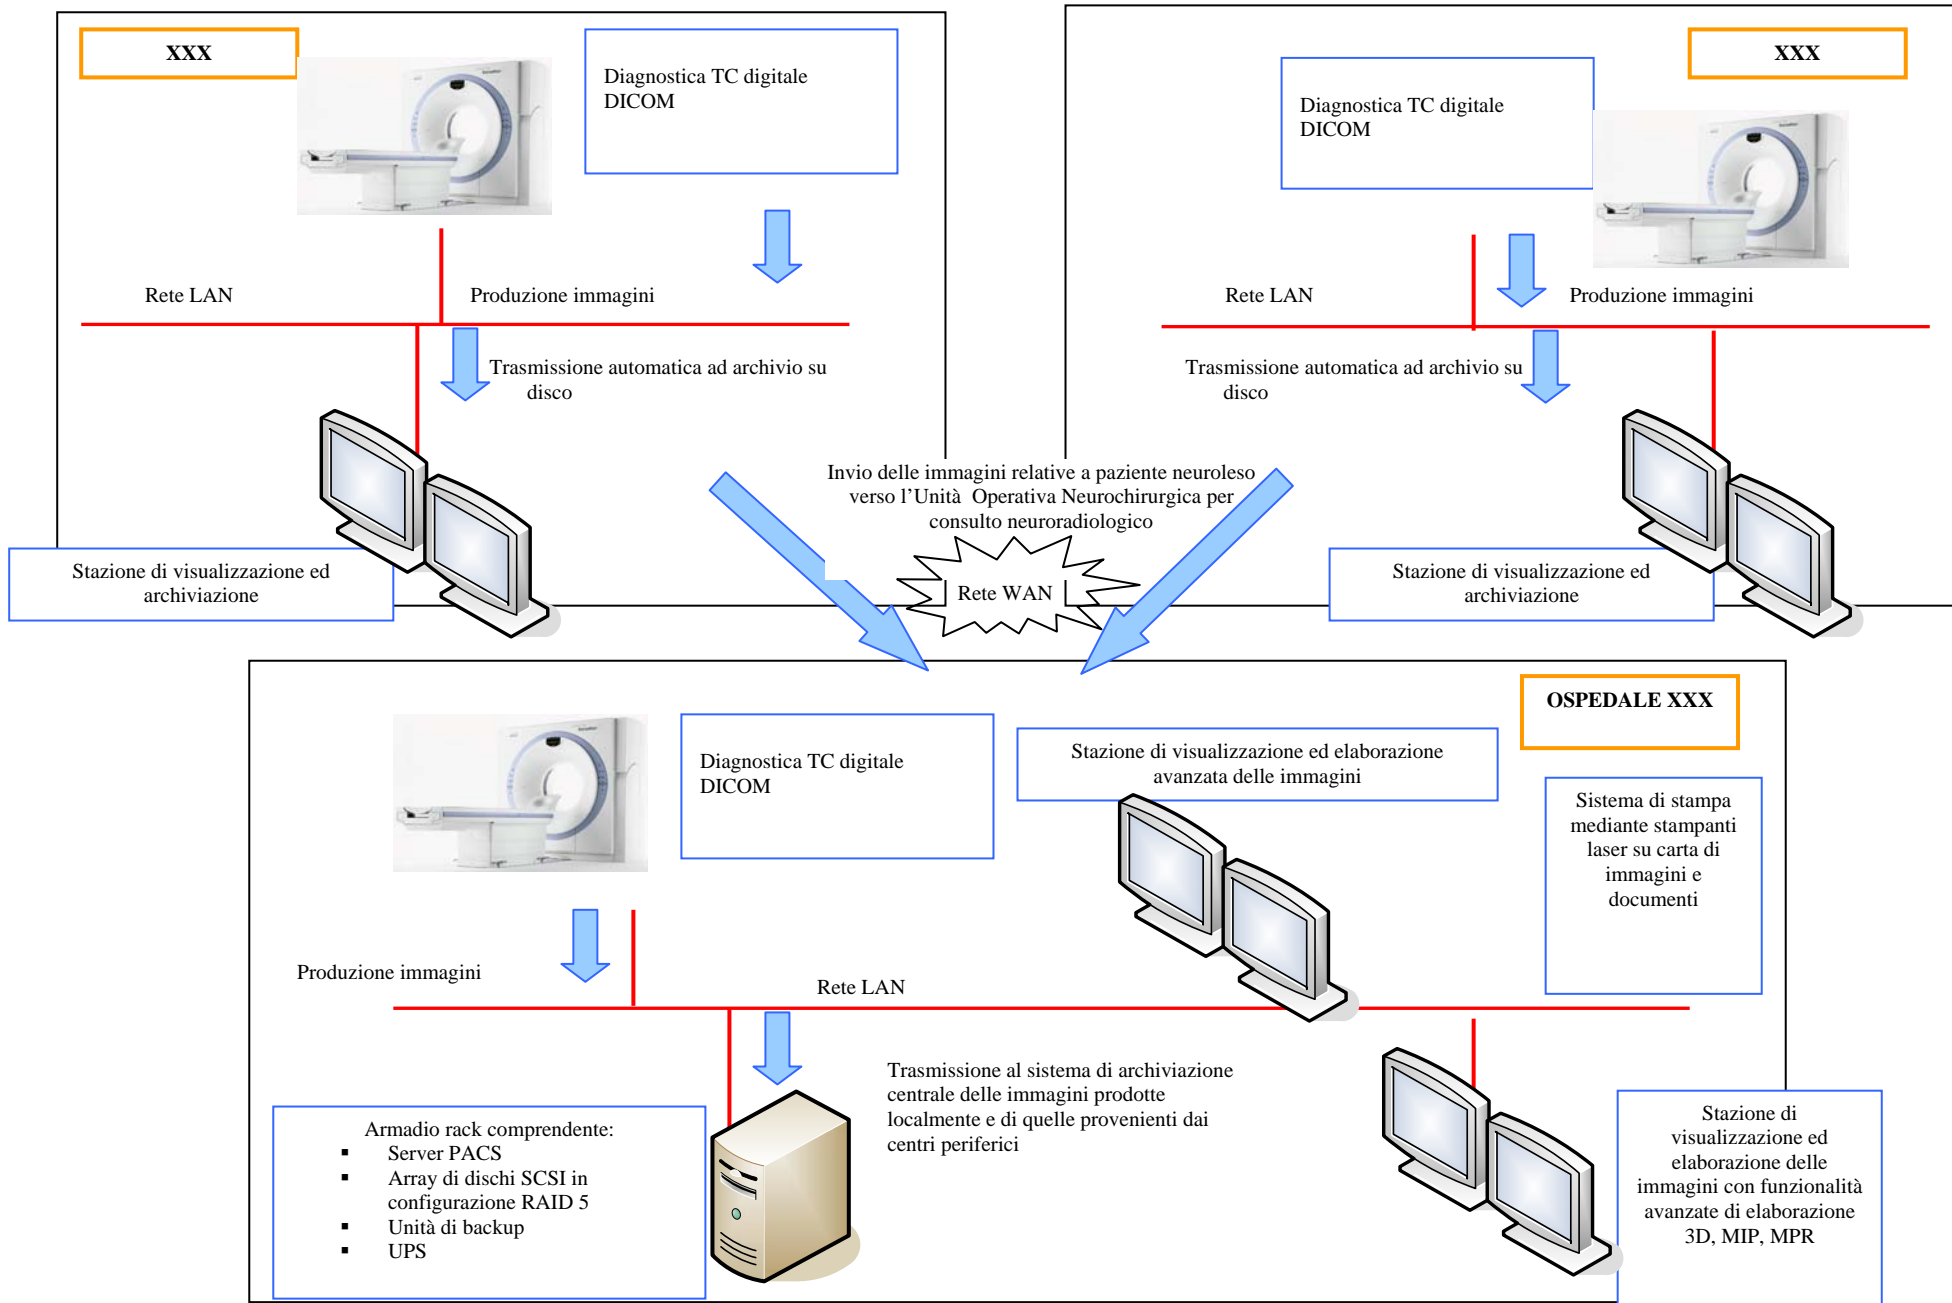 XXX
Diagnostica TC digitale
DICOM
Rete LAN
Produzione immagini
Trasmissione automatica ad archivio su
disco
Stazione di visualizzazione ed
archiviazione
XXX
Diagnostica TC digitale
DICOM
Rete LAN
Produzione immagini
Trasmissione automatica ad archivio su
disco
Stazione di visualizzazione ed
archiviazione
Invio delle immagini relative a paziente neuroleso
verso l’Unità Operativa Neurochirurgica per
consulto neuroradiologico
Rete WAN
OSPEDALE XXX
Diagnostica TC digitale
DICOM
Stazione di visualizzazione ed elaborazione
avanzata delle immagini
Sistema di stampa
mediante stampanti
laser su carta di
immagini e
documenti
Produzione immagini
Rete LAN
Trasmissione al sistema di archiviazione
centrale delle immagini prodotte
localmente e di quelle provenienti dai
centri periferici
Armadio rack comprendente:
▪ Server PACS
▪ Array di dischi SCSI in
configurazione RAID 5
▪ Unità di backup
▪ UPS
Stazione di
visualizzazione ed
elaborazione delle
immagini con funzionalità
avanzate di elaborazione
3D, MIP, MPR